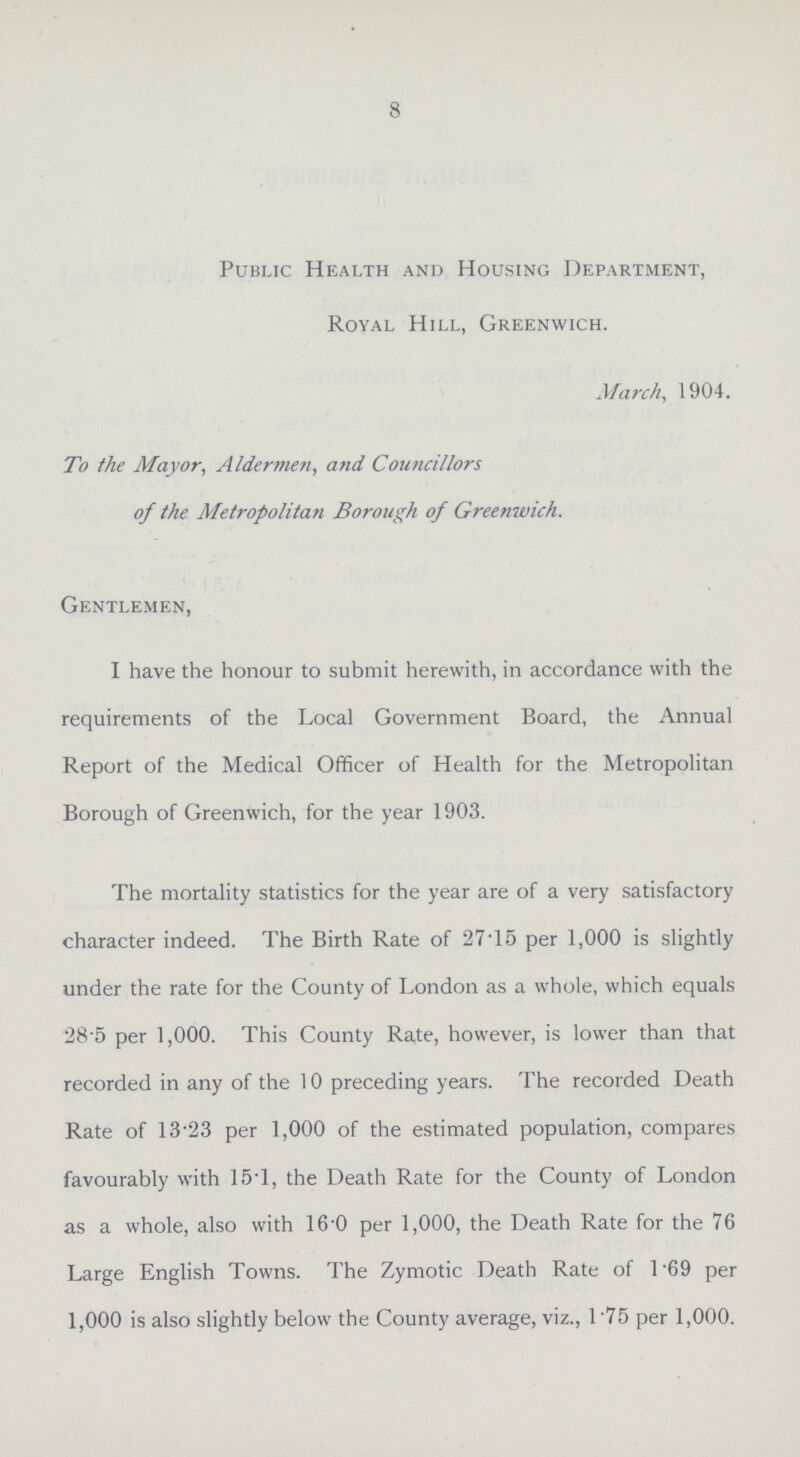 8
Public Health and Housing Department,
Royal Hill, Greenwich.
March, 1904.
To the Mayor, Aldermen, and Councillors
of the Metropolitan Borough of Greenwich.
Gentlemen,
I have the honour to submit herewith, in accordance with the
requirements of the Local Government Board, the Annual
Report of the Medical Officer of Health for the Metropolitan
Borough of Greenwich, for the year 1903.
The mortality statistics for the year are of a very satisfactory
character indeed. The Birth Rate of 27·15 per 1,000 is slightly
under the rate for the County of London as a whole, which equals
28·5 per 1,000. This County Rate, however, is lower than that
recorded in any of the 10 preceding years. The recorded Death
Rate of 13·23 per 1,000 of the estimated population, compares
favourably with 15·1, the Death Rate for the County of London
as a whole, also with 16·0 per 1,000, the Death Rate for the 76
Large English Towns. The Zymotic Death Rate of 1·69 per
1,000 is also slightly below the County average, viz., 1·75 per 1,000.